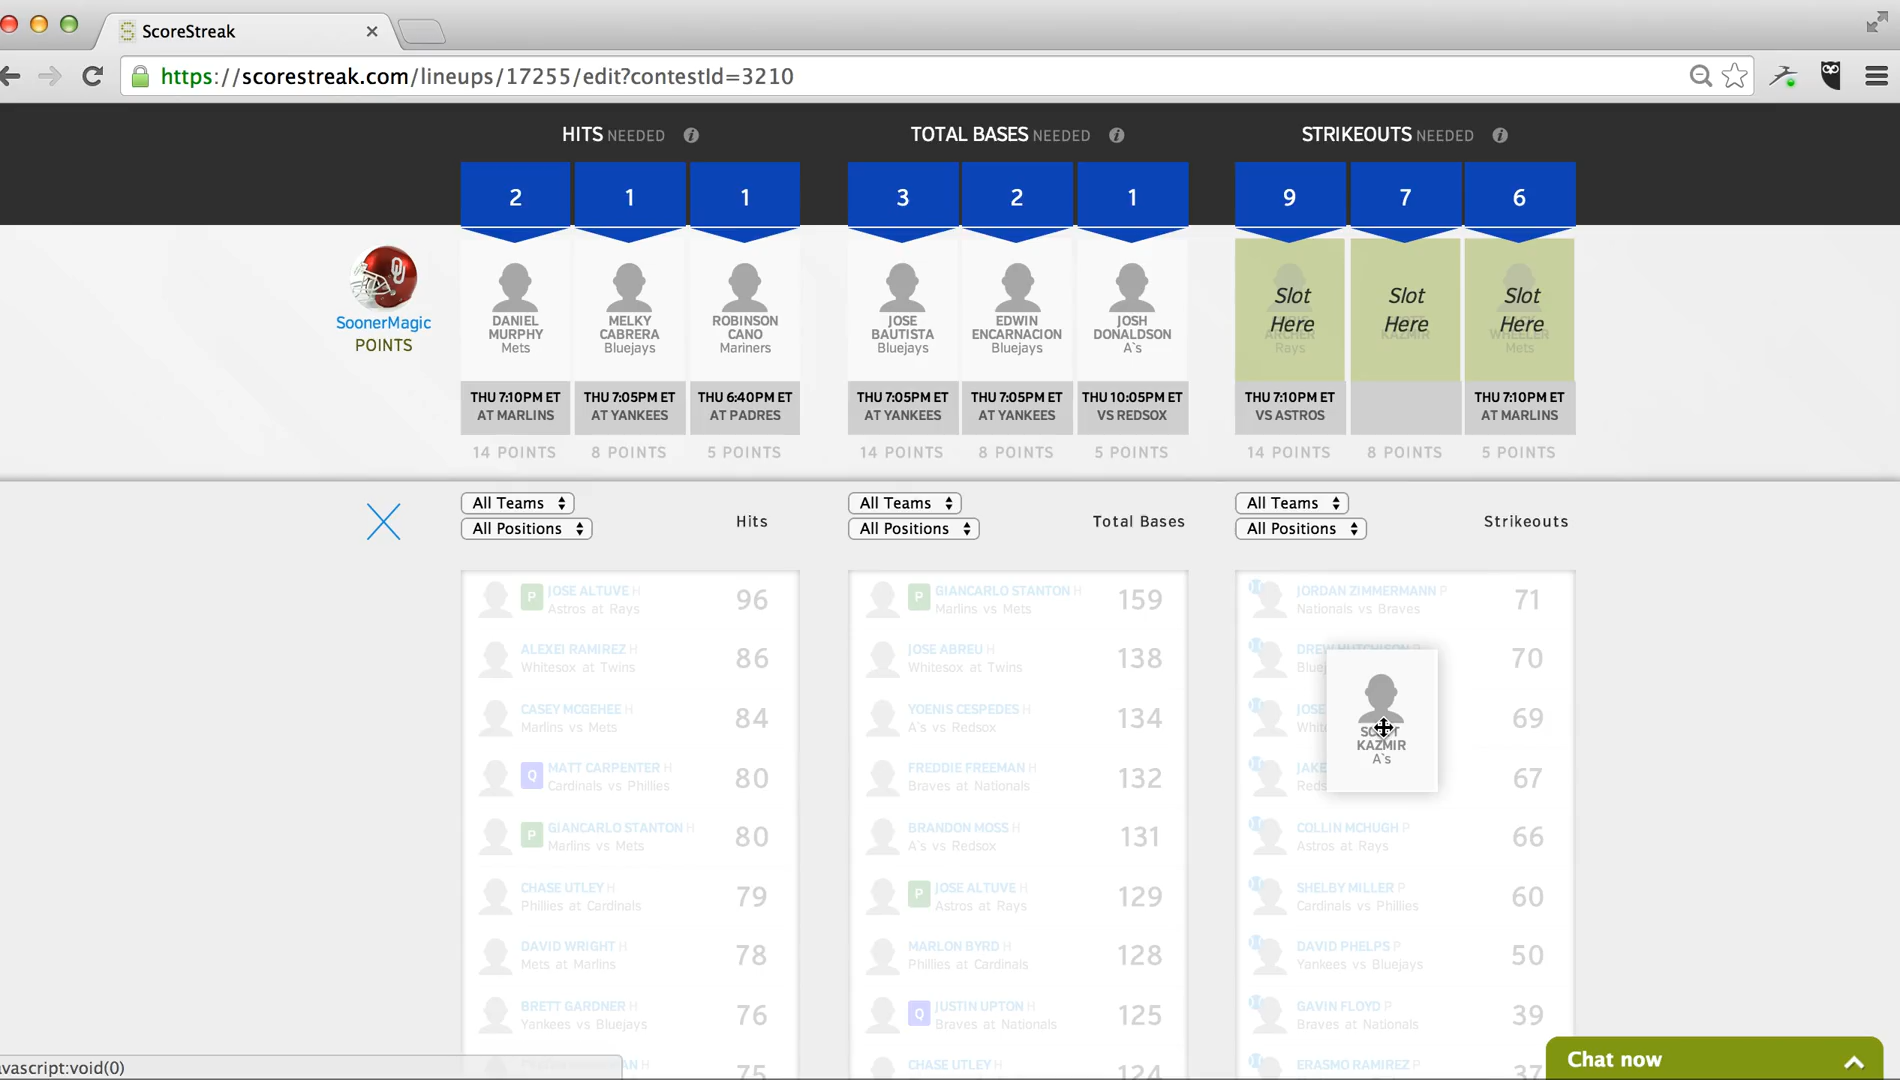 ScoreStreak
https://scorestreak.com/lineups/17255/edit?contestId=3210
HITS NEEDED
TOTAL BASES NEEDED
STRIKEOUTS NEEDED
2 1 1 3 2 1 9 7 6
SoonerMagic
POINTS
DANIEL
MURPHY
Mets
MELKY
CABRERA
Bluejays
ROBINSON
CANO
Mariners
JOSE
BAUTISTA
Bluejays
EDWIN
ENCARNACION
Bluejays
JOSH
DONALDSON
A`s
Slot
Here
ARCHER
Rays
Slot
Here
KAZMIR
Slot
Here
WHEELER
Mets
THU 7:10PM ET
AT MARLINS
THU 7:05PM ET
AT YANKEES
THU 6:40PM ET
AT PADRES
THU 7:05PM ET
AT YANKEES
THU 7:05PM ET
AT YANKEES
THU 10:05PM ET
VS REDSOX
THU 7:10PM ET
VS ASTROS
THU 7:10PM ET
AT MARLINS
14 POINTS 8 POINTS 5 POINTS 14 POINTS 8 POINTS 5 POINTS 14 POINTS 8 POINTS 5 POINTS
All Teams
All Positions
Hits
All Teams
All Positions
Total Bases
All Teams
All Positions
Strikeouts
P JOSE ALTUVE H
Astros at Rays
96
ALEXEI RAMIREZ H
Whitesox at Twins
86
CASEY MCGEHEE H
Marlins vs Mets
84
Q MATT CARPENTER H
Cardinals vs Phillies
80
P GIANCARLO STANTON H
Marlins vs Mets
80
CHASE UTLEY H
Phillies at Cardinals
79
DAVID WRIGHT H
Mets at Marlins
78
BRETT GARDNER H
Yankees vs Bluejays
76
H
75
P GIANCARLO STANTON H
Marlins vs Mets
159
JOSE ABREU H
Whitesox at Twins
138
YOENIS CESPEDES H
A`s vs Redsox
134
FREDDIE FREEMAN H
Braves at Nationals
132
BRANDON MOSS H
A`s vs Redsox
131
P JOSE ALTUVE H
Astros at Rays
129
MARLON BYRD H
Phillies at Cardinals
128
Q JUSTIN UPTON H
Braves at Nationals
125
CHASE UTLEY H
124
JORDAN ZIMMERMANN P
Nationals vs Braves
71
DREW HUTCHISON P
70
JOSE
69
JAKE
67
SCOTT
KAZMIR
A`s
COLLIN MCHUGH P
Astros at Rays
66
SHELBY MILLER P
Cardinals vs Phillies
60
DAVID PHELPS P
Yankees vs Bluejays
50
GAVIN FLOYD P
Braves at Nationals
39
ERASMO RAMIREZ P
37
Chat now
avascript:void(0)